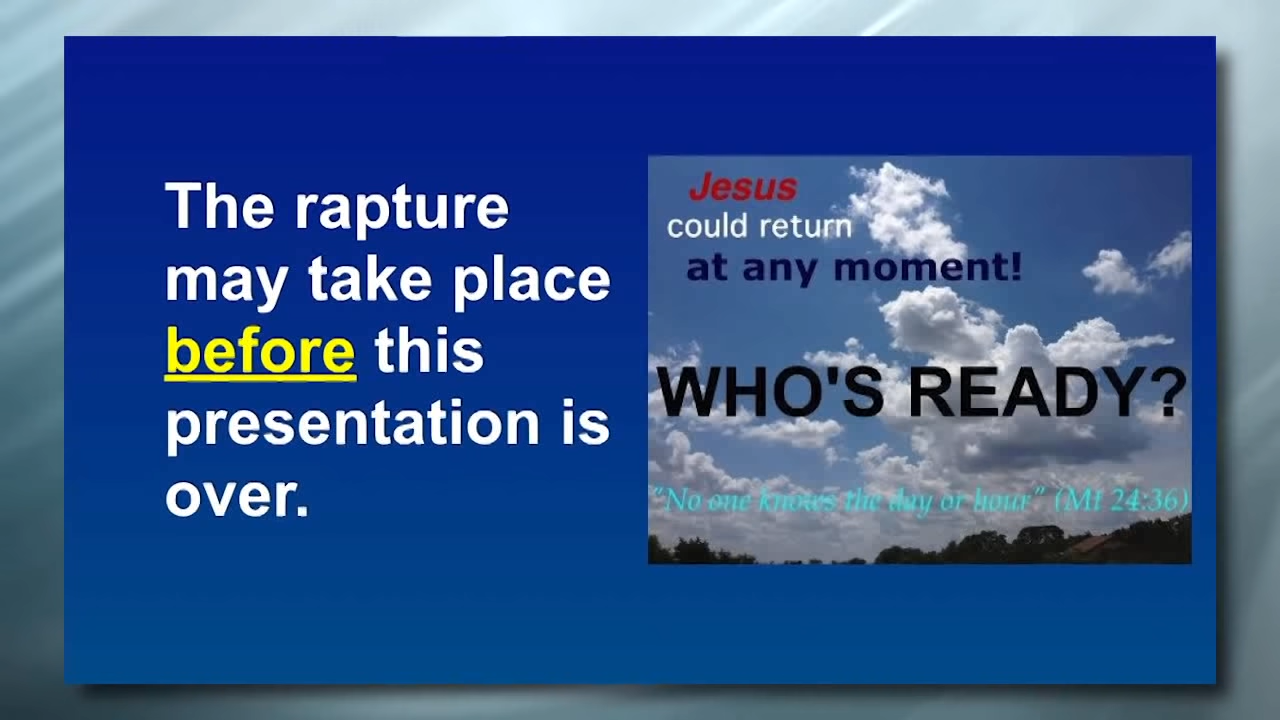 The rapture
may take place
before this
presentation is
over.
Jesus
could return
at any moment!
WHO'S READY?
"No one knows the day or hour" (Mt 24:36)